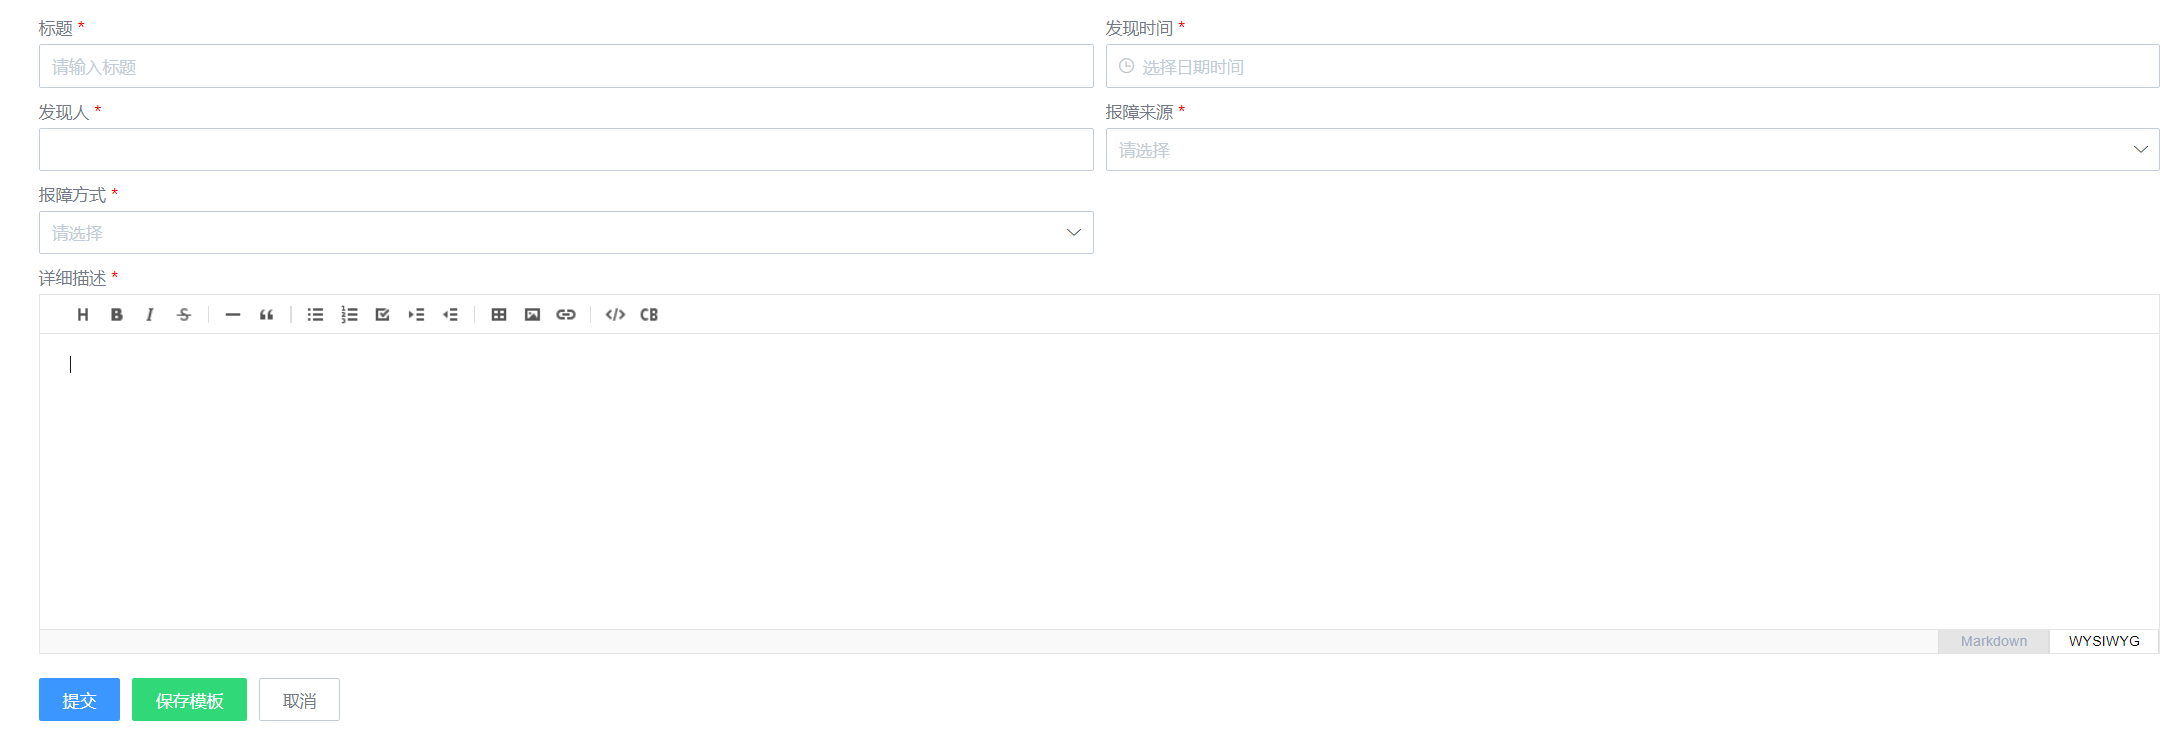 标题 *
发现时间 *
请输入标题
选择日期时间
发现人 *
报障来源 *
请选择
报障方式 *
请选择
详细描述 *
H B I S </> CB
Markdown WYSIWYG
提交 保存模板 取消